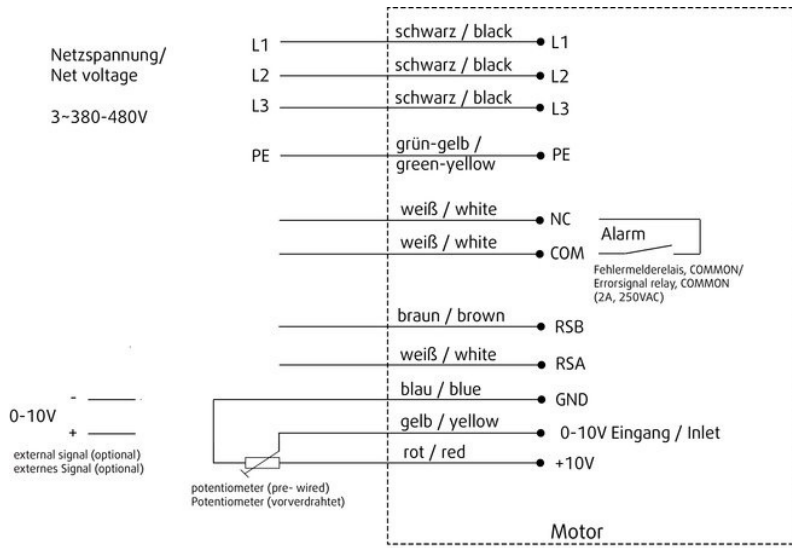 Netzspannung/
Net voltage
3~380-480V
L1 schwarz / black L1
L2 schwarz / black L2
L3 schwarz / black L3
PE grün-gelb / green-yellow PE
weiß / white NC
weiß / white COM
Alarm
Fehlermelderelais, COMMON/
Errorsignal relay, COMMON
(2A, 250VAC)
braun / brown RSB
weiß / white RSA
blau / blue GND
gelb / yellow 0-10V Eingang / Inlet
rot / red +10V
0-10V
-
+
external signal (optional)
externes Signal (optional)
potentiometer (pre- wired)
Potentiometer (vorverdrahtet)
Motor